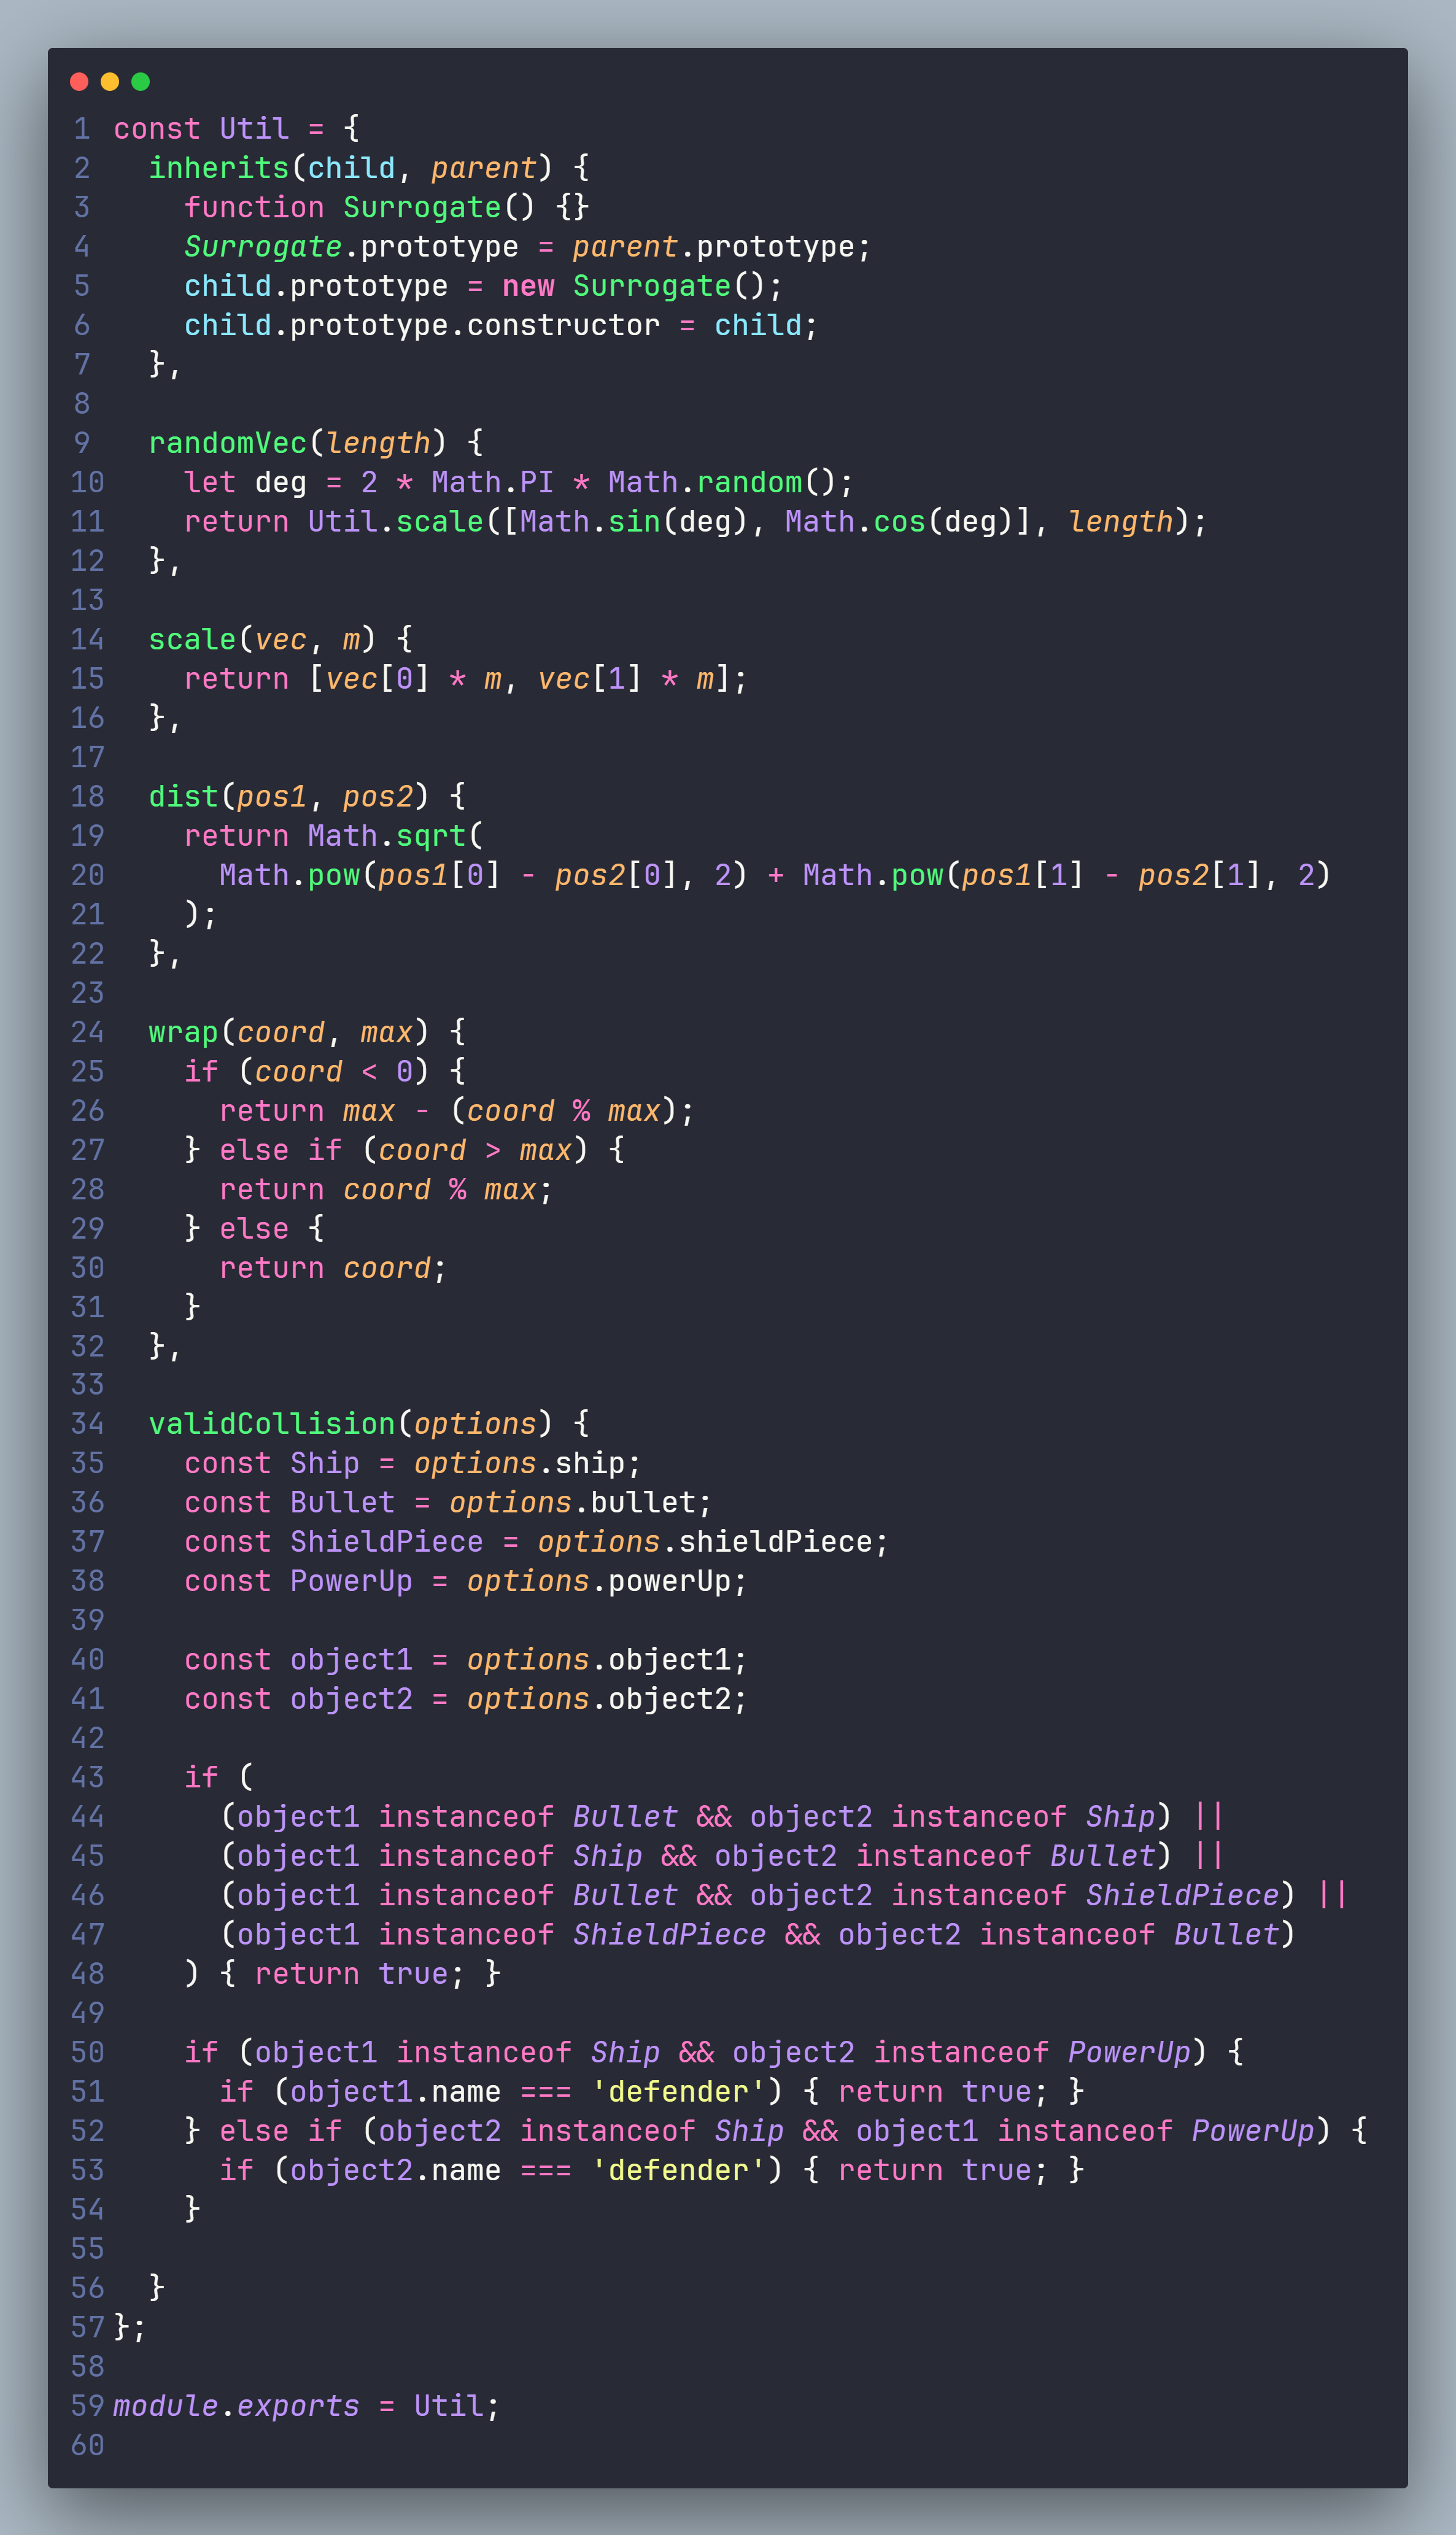 1 const Util = {
2   inherits(child, parent) {
3     function Surrogate() {}
4     Surrogate.prototype = parent.prototype;
5     child.prototype = new Surrogate();
6     child.prototype.constructor = child;
7   },
8
9   randomVec(length) {
10     let deg = 2 * Math.PI * Math.random();
11     return Util.scale([Math.sin(deg), Math.cos(deg)], length);
12   },
13
14   scale(vec, m) {
15     return [vec[0] * m, vec[1] * m];
16   },
17
18   dist(pos1, pos2) {
19     return Math.sqrt(
20       Math.pow(pos1[0] - pos2[0], 2) + Math.pow(pos1[1] - pos2[1], 2)
21     );
22   },
23
24   wrap(coord, max) {
25     if (coord < 0) {
26       return max - (coord % max);
27     } else if (coord > max) {
28       return coord % max;
29     } else {
30       return coord;
31     }
32   },
33
34   validCollision(options) {
35     const Ship = options.ship;
36     const Bullet = options.bullet;
37     const ShieldPiece = options.shieldPiece;
38     const PowerUp = options.powerUp;
39
40     const object1 = options.object1;
41     const object2 = options.object2;
42
43     if (
44       (object1 instanceof Bullet && object2 instanceof Ship) ||
45       (object1 instanceof Ship && object2 instanceof Bullet) ||
46       (object1 instanceof Bullet && object2 instanceof ShieldPiece) ||
47       (object1 instanceof ShieldPiece && object2 instanceof Bullet)
48     ) { return true; }
49
50     if (object1 instanceof Ship && object2 instanceof PowerUp) {
51       if (object1.name === 'defender') { return true; }
52     } else if (object2 instanceof Ship && object1 instanceof PowerUp) {
53       if (object2.name === 'defender') { return true; }
54     }
55
56   }
57 };
58
59 module.exports = Util;
60